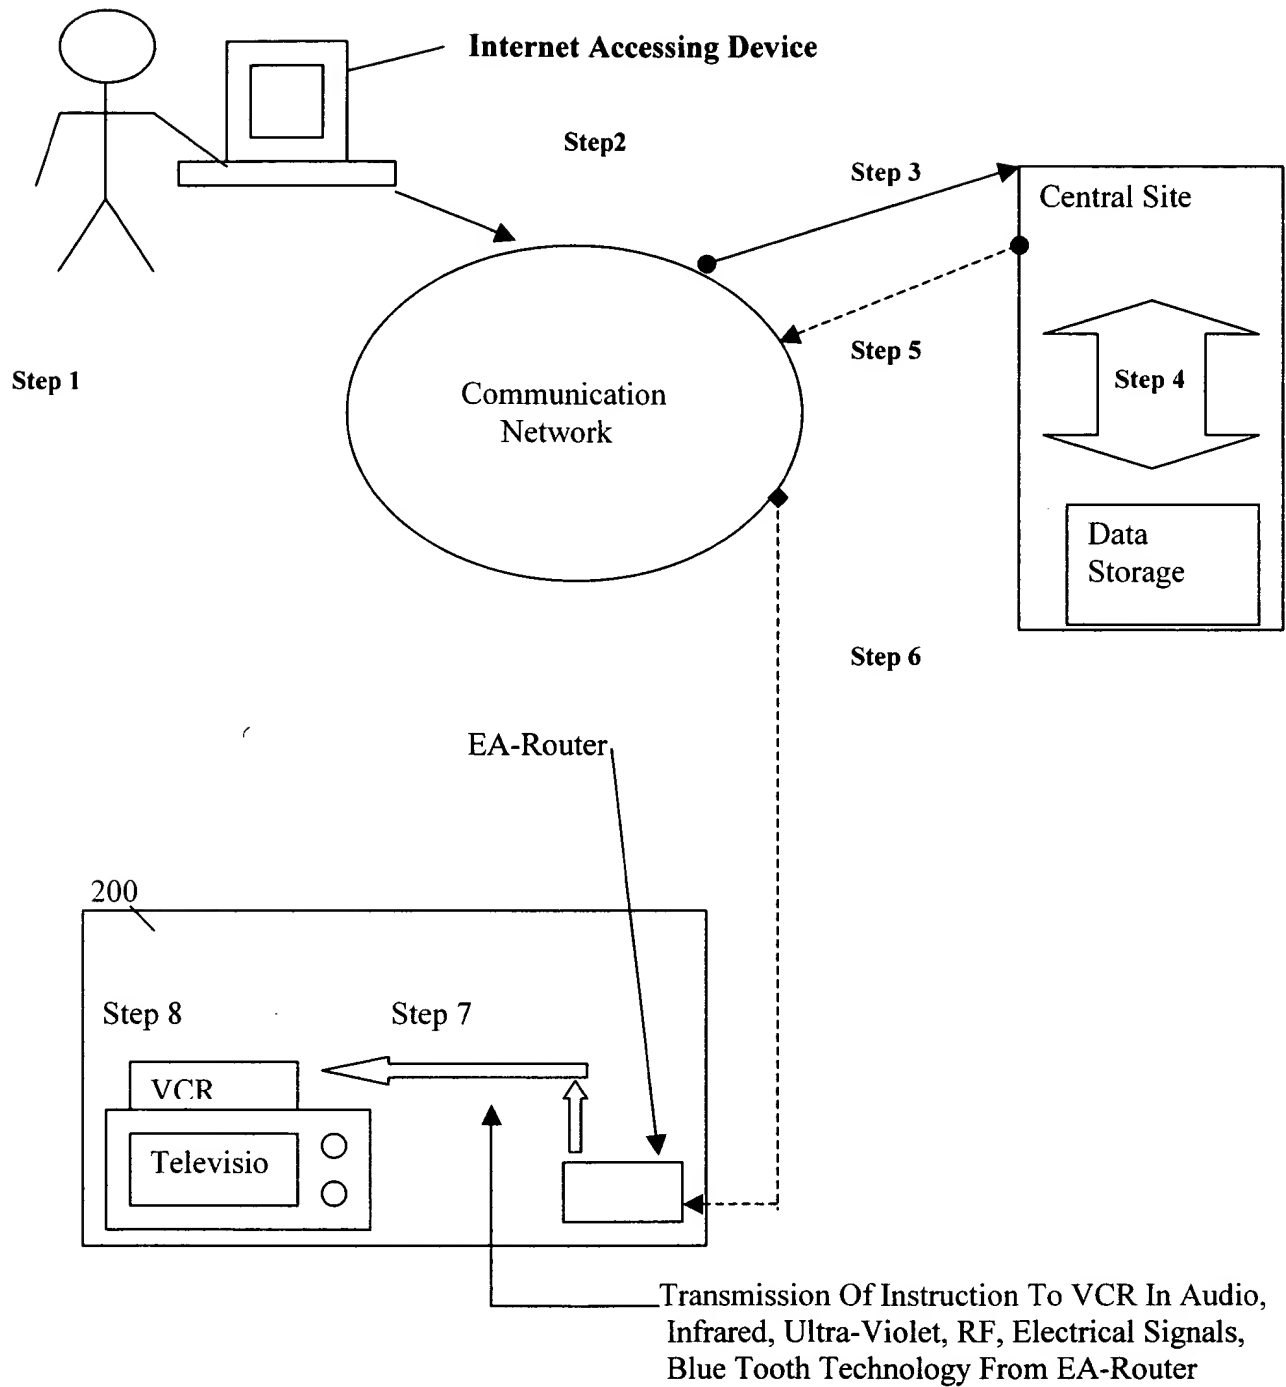 Internet Accessing Device
Step2
Step 3
Central Site
Step 5
Step 1
Step 4
Communication
Network
Data
Storage
Step 6
EA-Router
200
Step 8
Step 7
VCR
Televisio
Transmission Of Instruction To VCR In Audio,
Infrared, Ultra-Violet, RF, Electrical Signals,
Blue Tooth Technology From EA-Router